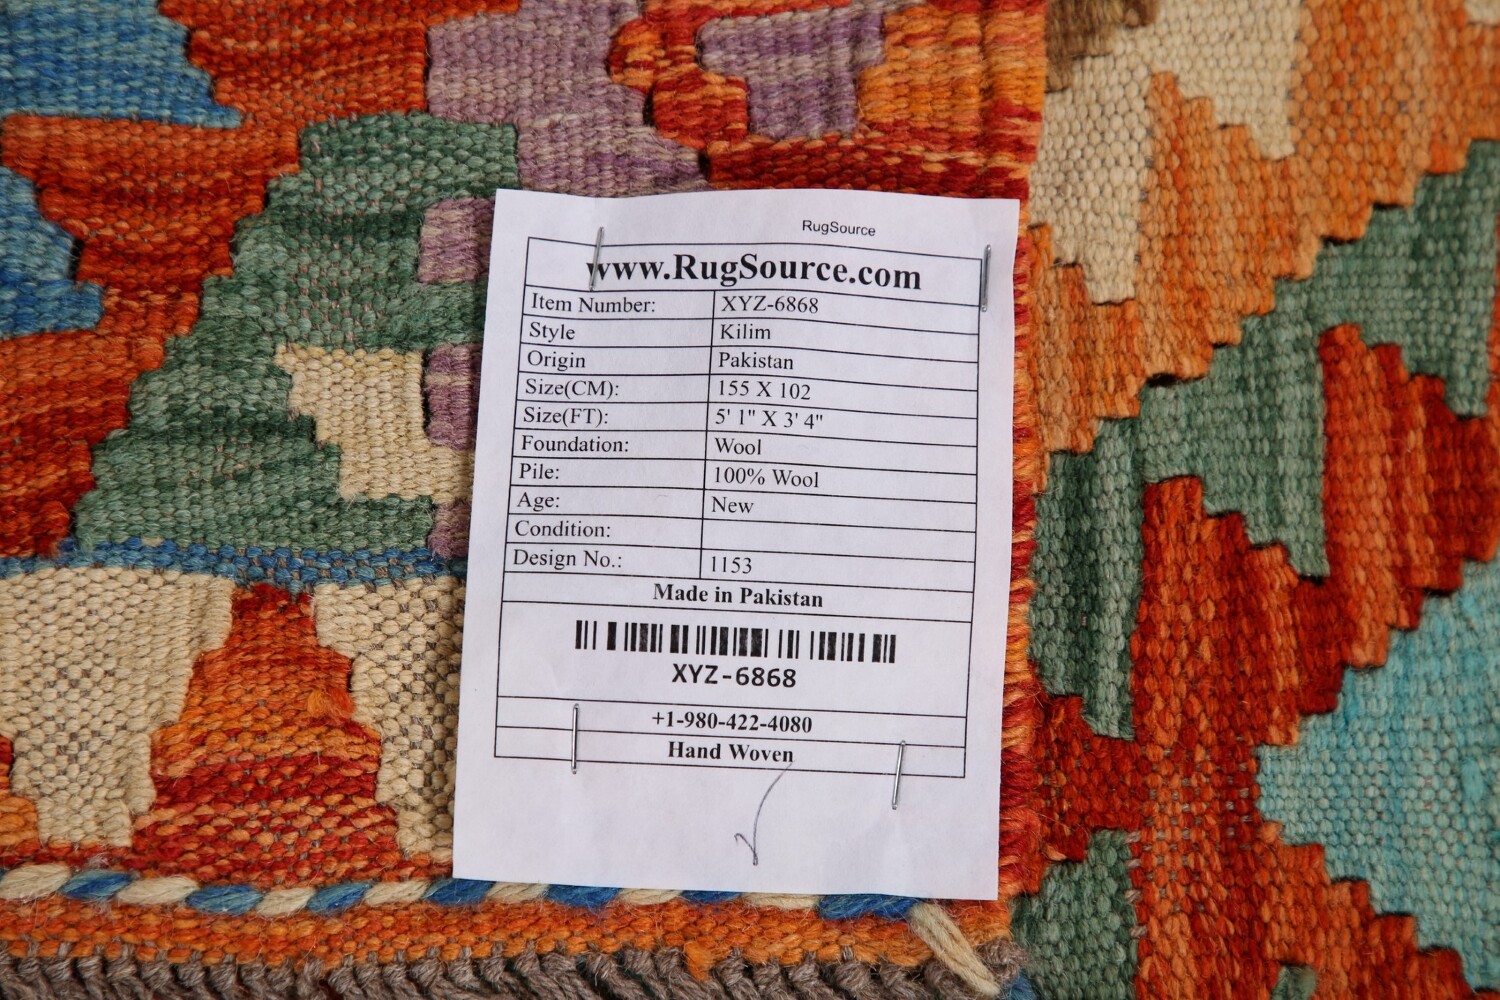 RugSource
www.RugSource.com
Item Number: XYZ-6868
Style Kilim
Origin Pakistan
Size(CM): 155 X 102
Size(FT): 5' 1" X 3' 4"
Foundation: Wool
Pile: 100% Wool
Age: New
Condition:
Design No.: 1153
Made in Pakistan
XYZ-6868
+1-980-422-4080
Hand Woven